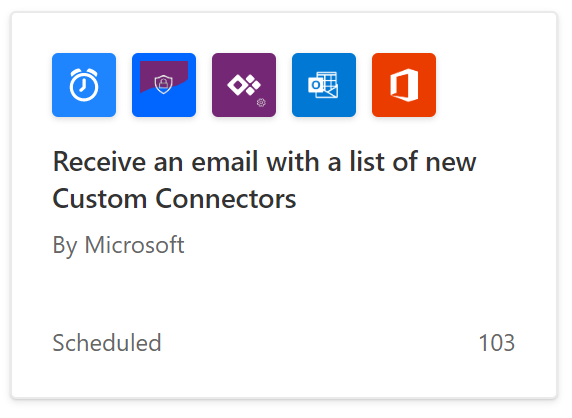 Receive an email with a list of new
Custom Connectors
By Microsoft
Scheduled 103